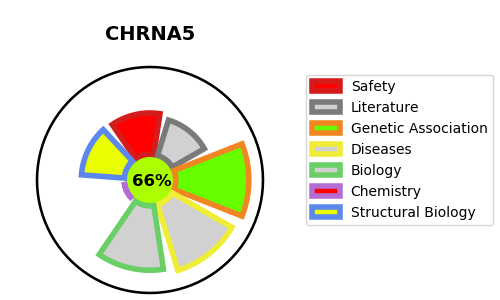 CHRNA5
66%
Safety
Literature
Genetic Association
Diseases
Biology
Chemistry
Structural Biology